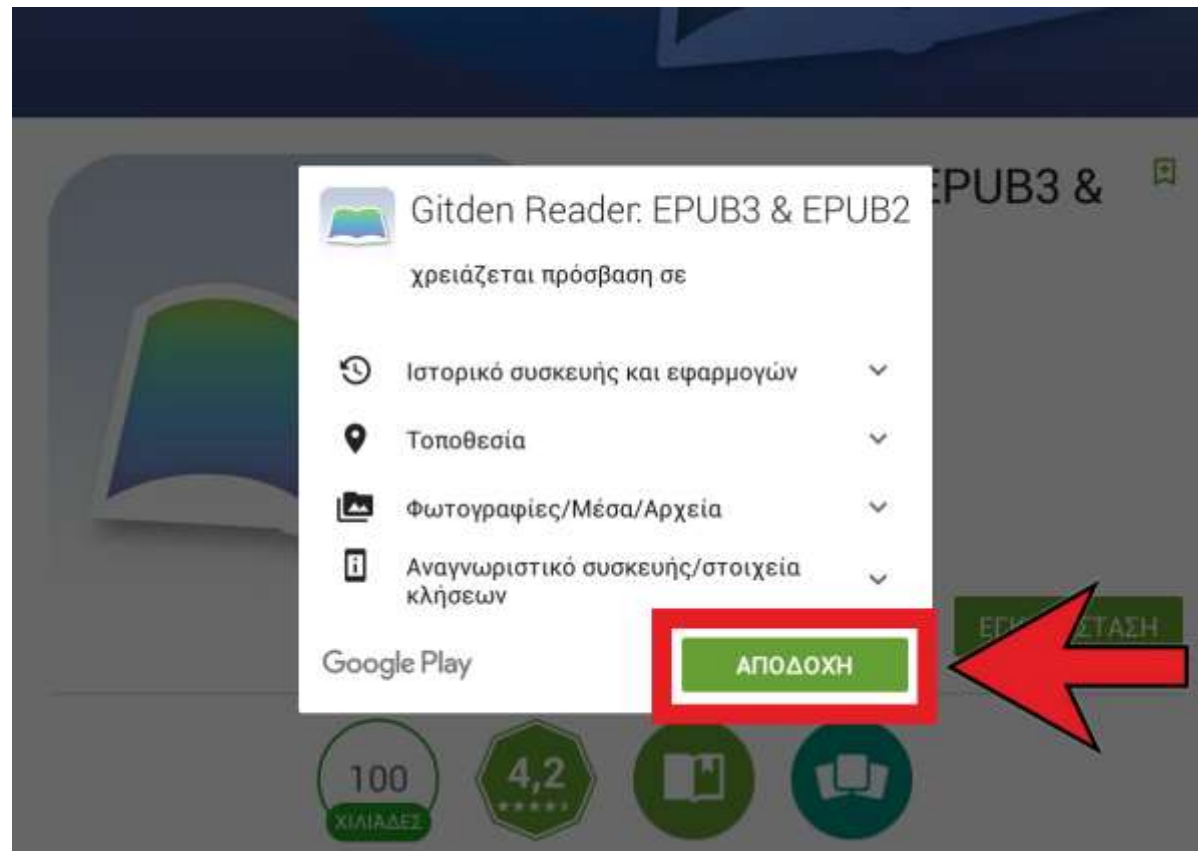 EPUB3 &
Gitden Reader: EPUB3 & EPUB2
χρειάζεται πρόσβαση σε
Ιστορικό συσκευής και εφαρμογών
Τοποθεσία
Φωτογραφίες/Μέσα/Αρχεία
Αναγνωριστικό συσκευής/στοιχεία
κλήσεων
Google Play
ΑΠΟΔΟΧΗ
100
ΧΙΛΙΑΔΕΣ
4,2